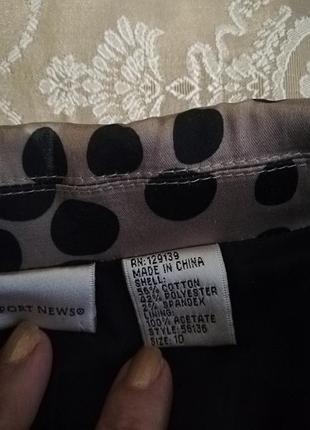 PORT NEWS®
RN: 129139
MADE IN CHINA
SHELL:
56% COTTON
42% POLYESTER
2% SPANDEX
LINING:
100% ACETATE
STYLE: 56136
SIZE: 10